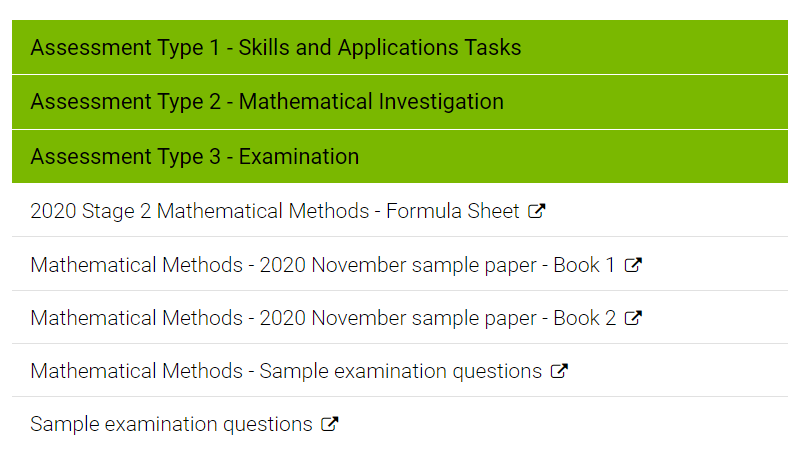 Assessment Type 1 - Skills and Applications Tasks
Assessment Type 2 - Mathematical Investigation
Assessment Type 3 - Examination
2020 Stage 2 Mathematical Methods - Formula Sheet
Mathematical Methods - 2020 November sample paper - Book 1
Mathematical Methods - 2020 November sample paper - Book 2
Mathematical Methods - Sample examination questions
Sample examination questions